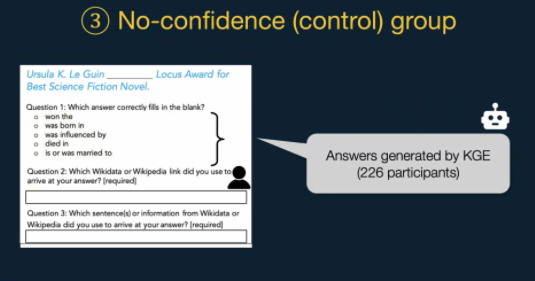 ③ No-confidence (control) group
Ursula K. Le Guin ________ Locus Award for
Best Science Fiction Novel.
Question 1: Which answer correctly fills in the blank?
won the
was born in
was influenced by
died in
is or was married to
Question 2: Which Wikidata or Wikipedia link did you use to
arrive at your answer? [required]
Question 3: Which sentence(s) or information from Wikidata or
Wikipedia did you use to arrive at your answer? [required]
Answers generated by KGE
(226 participants)